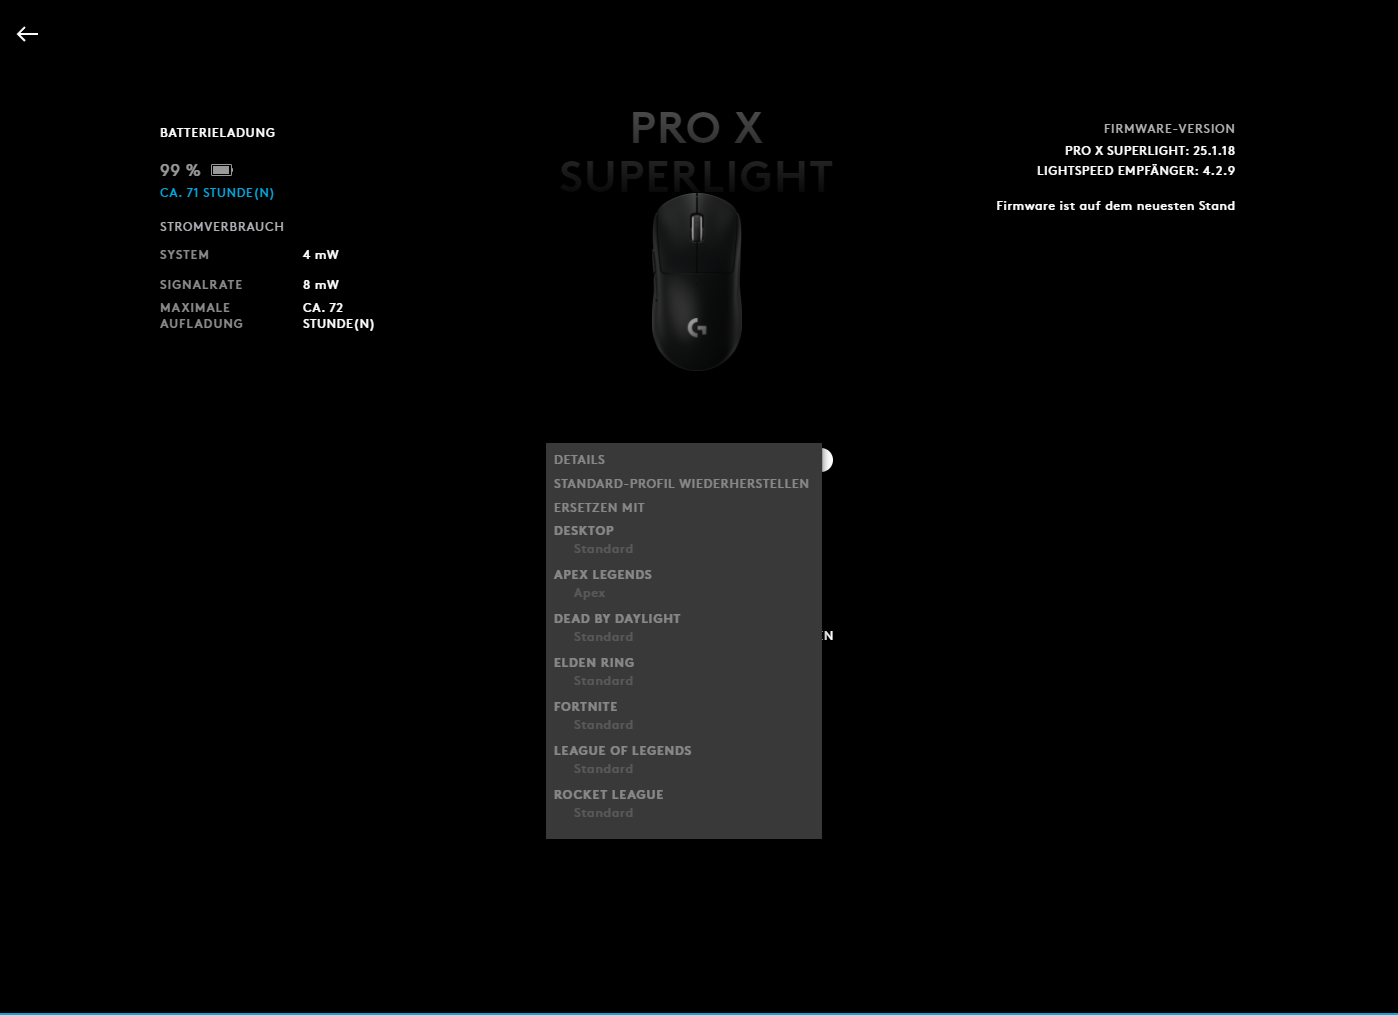 BATTERIELADUNG
99 %
CA. 71 STUNDE(N)
STROMVERBRAUCH
SYSTEM 4 mW
SIGNALRATE 8 mW
MAXIMALE AUFLADUNG CA. 72 STUNDE(N)
PRO X
SUPERLIGHT
FIRMWARE-VERSION
PRO X SUPERLIGHT: 25.1.18
LIGHTSPEED EMPFÄNGER: 4.2.9
Firmware ist auf dem neuesten Stand
DETAILS
STANDARD-PROFIL WIEDERHERSTELLEN
ERSETZEN MIT
DESKTOP
Standard
APEX LEGENDS
Apex
DEAD BY DAYLIGHT
Standard
ELDEN RING
Standard
FORTNITE
Standard
LEAGUE OF LEGENDS
Standard
ROCKET LEAGUE
Standard